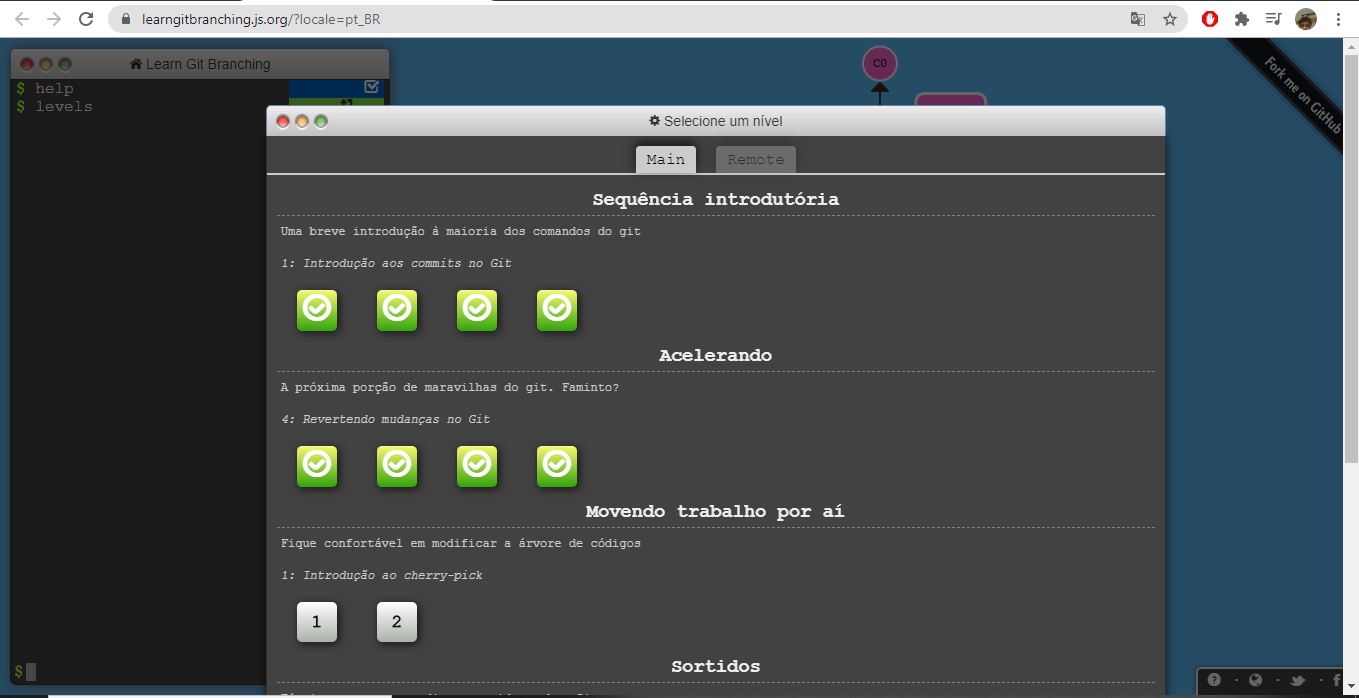 learngitbranching.js.org/?locale=pt_BR
Learn Git Branching
$ help
$ levels
C0
Fork me on GitHub
Selecione um nível
Main
Remote
Sequência introdutória
Uma breve introdução à maioria dos comandos do git
1: Introdução aos commits no Git
Acelerando
A próxima porção de maravilhas do git. Faminto?
4: Revertendo mudanças no Git
Movendo trabalho por aí
Fique confortável em modificar a árvore de códigos
1: Introdução ao cherry-pick
1 2
Sortidos
$